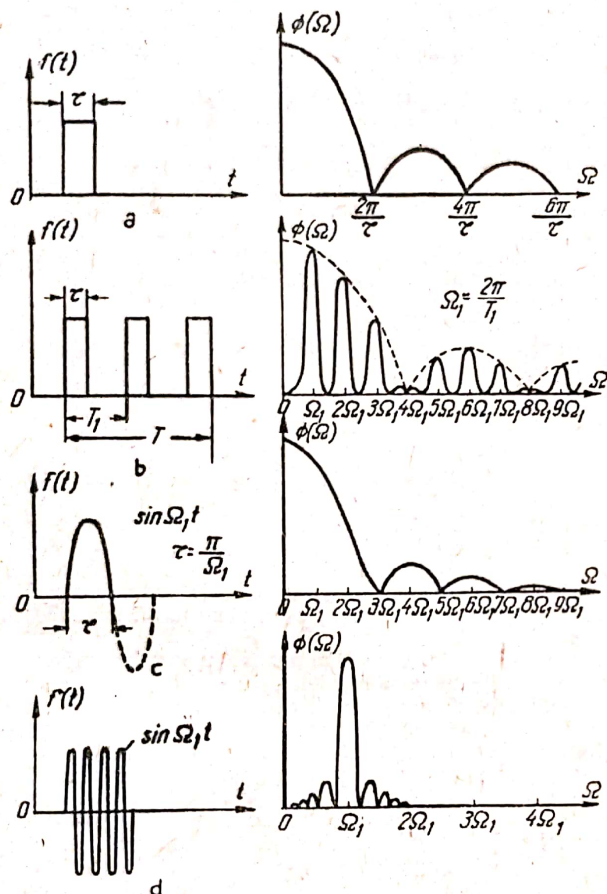 f(t)
τ
0
t
a
ϕ(Ω)
Ω
2π/τ
4π/τ
6π/τ
f(t)
τ
0
T₁
T
t
b
ϕ(Ω)
Ω₁=2π/T₁
Ω
0 Ω₁ 2Ω₁ 3Ω₁ 4Ω₁ 5Ω₁ 6Ω₁ 7Ω₁ 8Ω₁ 9Ω₁
f(t)
sinΩ₁t
τ=π/Ω₁
0
t
τ
c
ϕ(Ω)
Ω
0 Ω₁ 2Ω₁ 3Ω₁ 4Ω₁ 5Ω₁ 6Ω₁ 7Ω₁ 8Ω₁ 9Ω₁
f(t)
sinΩ₁t
0
t
d
ϕ(Ω)
Ω
0 Ω₁ 2Ω₁ 3Ω₁ 4Ω₁